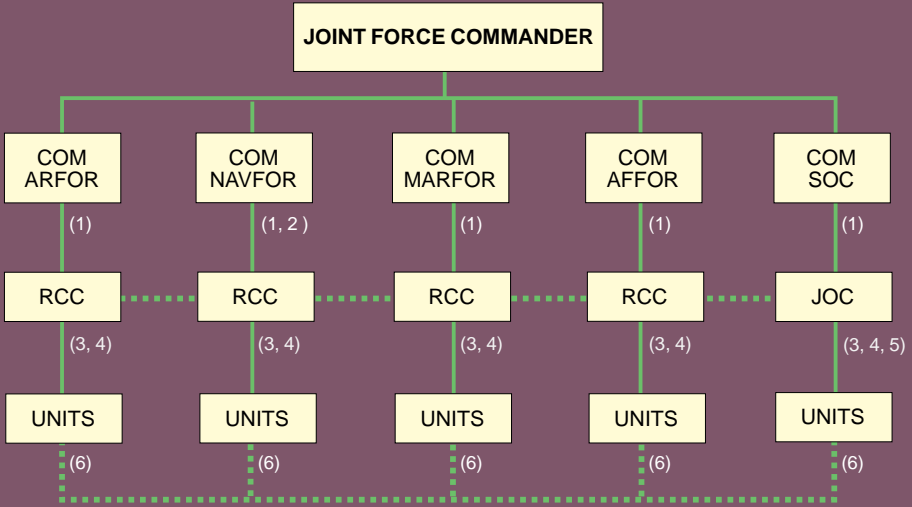 JOINT FORCE COMMANDER
COM
ARFOR
COM
NAVFOR
COM
MARFOR
COM
AFFOR
COM
SOC
(1)
(1, 2 )
(1)
(1)
(1)
RCC
RCC
RCC
RCC
JOC
(3, 4)
(3, 4)
(3, 4)
(3, 4)
(3, 4, 5)
UNITS
UNITS
UNITS
UNITS
UNITS
(6)
(6)
(6)
(6)
(6)